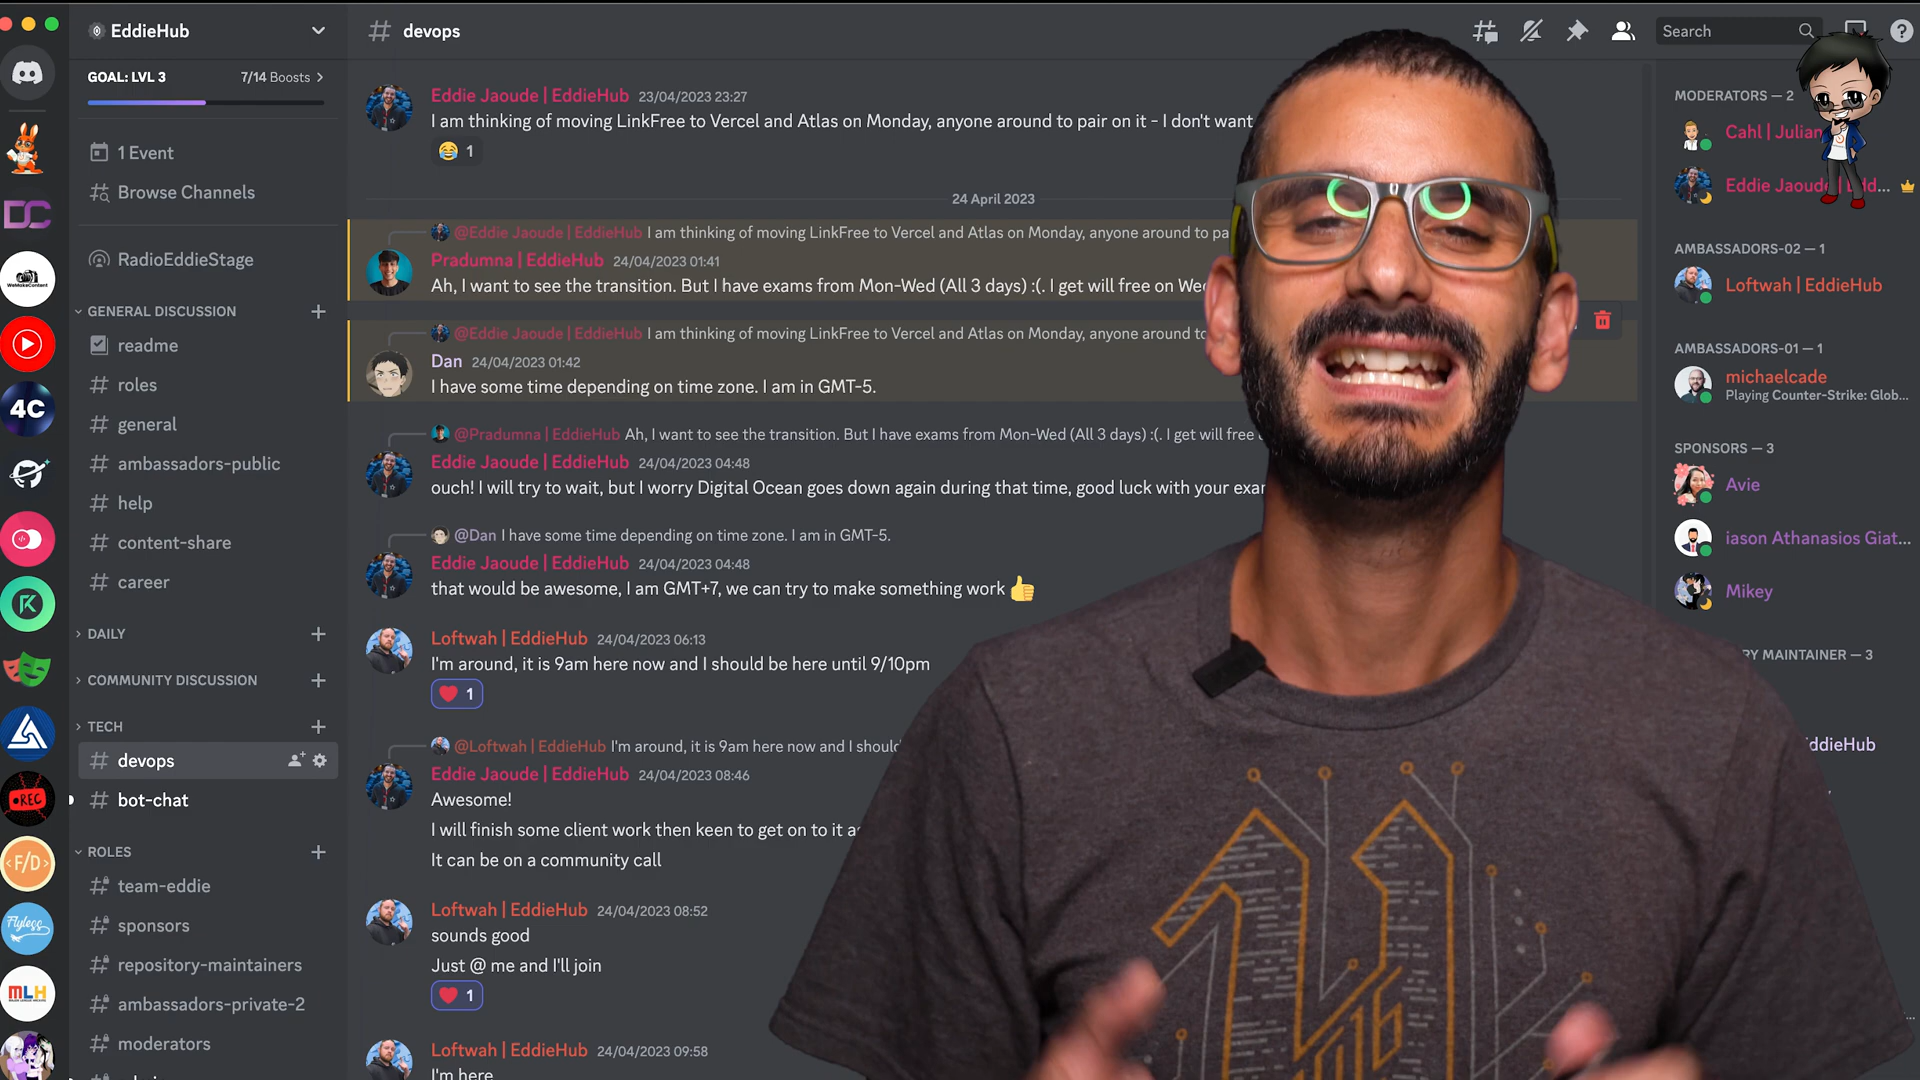 EddieHub
GOAL: LVL 3
7/14 Boosts
1 Event
Browse Channels
RadioEddieStage
GENERAL DISCUSSION
readme
roles
general
ambassadors-public
help
content-share
career
DAILY
COMMUNITY DISCUSSION
TECH
devops
bot-chat
ROLES
team-eddie
sponsors
repository-maintainers
ambassadors-private-2
moderators
DC
WeMakeContent
4C
REC
<F/D>
Flyless
MLH
devops
Search
Eddie Jaoude | EddieHub 23/04/2023 23:27
I am thinking of moving LinkFree to Vercel and Atlas on Monday, anyone around to pair on it - I don't want
1
24 April 2023
@Eddie Jaoude | EddieHub I am thinking of moving LinkFree to Vercel and Atlas on Monday, anyone around to pa
Pradumna | EddieHub 24/04/2023 01:41
Ah, I want to see the transition. But I have exams from Mon-Wed (All 3 days) :(. I get will free on Wed
@Eddie Jaoude | EddieHub I am thinking of moving LinkFree to Vercel and Atlas on Monday, anyone around to
Dan 24/04/2023 01:42
I have some time depending on time zone. I am in GMT-5.
@Pradumna | EddieHub Ah, I want to see the transition. But I have exams from Mon-Wed (All 3 days) :(. I get will free
Eddie Jaoude | EddieHub 24/04/2023 04:48
ouch! I will try to wait, but I worry Digital Ocean goes down again during that time, good luck with your exar
@Dan I have some time depending on time zone. I am in GMT-5.
Eddie Jaoude | EddieHub 24/04/2023 04:48
that would be awesome, I am GMT+7, we can try to make something work
Loftwah | EddieHub 24/04/2023 06:13
I'm around, it is 9am here now and I should be here until 9/10pm
1
@Loftwah | EddieHub I'm around, it is 9am here now and I shoul
Eddie Jaoude | EddieHub 24/04/2023 08:46
Awesome!
I will finish some client work then keen to get on to it a
It can be on a community call
Loftwah | EddieHub 24/04/2023 08:52
sounds good
Just @ me and I'll join
1
Loftwah | EddieHub 24/04/2023 09:58
I'm here
MODERATORS — 2
Cahl | Julian
Eddie Jaoude | Edd...
AMBASSADORS-02 — 1
Loftwah | EddieHub
AMBASSADORS-01 — 1
michaelcade
Playing Counter-Strike: Glob...
SPONSORS — 3
Avie
iason Athanasios Giat...
Mikey
RY MAINTAINER — 3
ddieHub